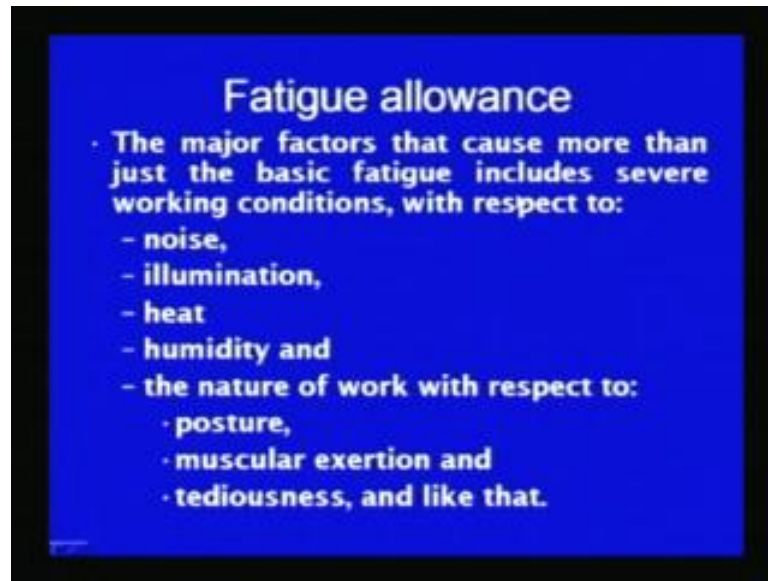 Fatigue allowance
· The major factors that cause more than
just the basic fatigue includes severe
working conditions, with respect to:
– noise,
– illumination,
– heat
– humidity and
– the nature of work with respect to:
· posture,
· muscular exertion and
· tediousness, and like that.